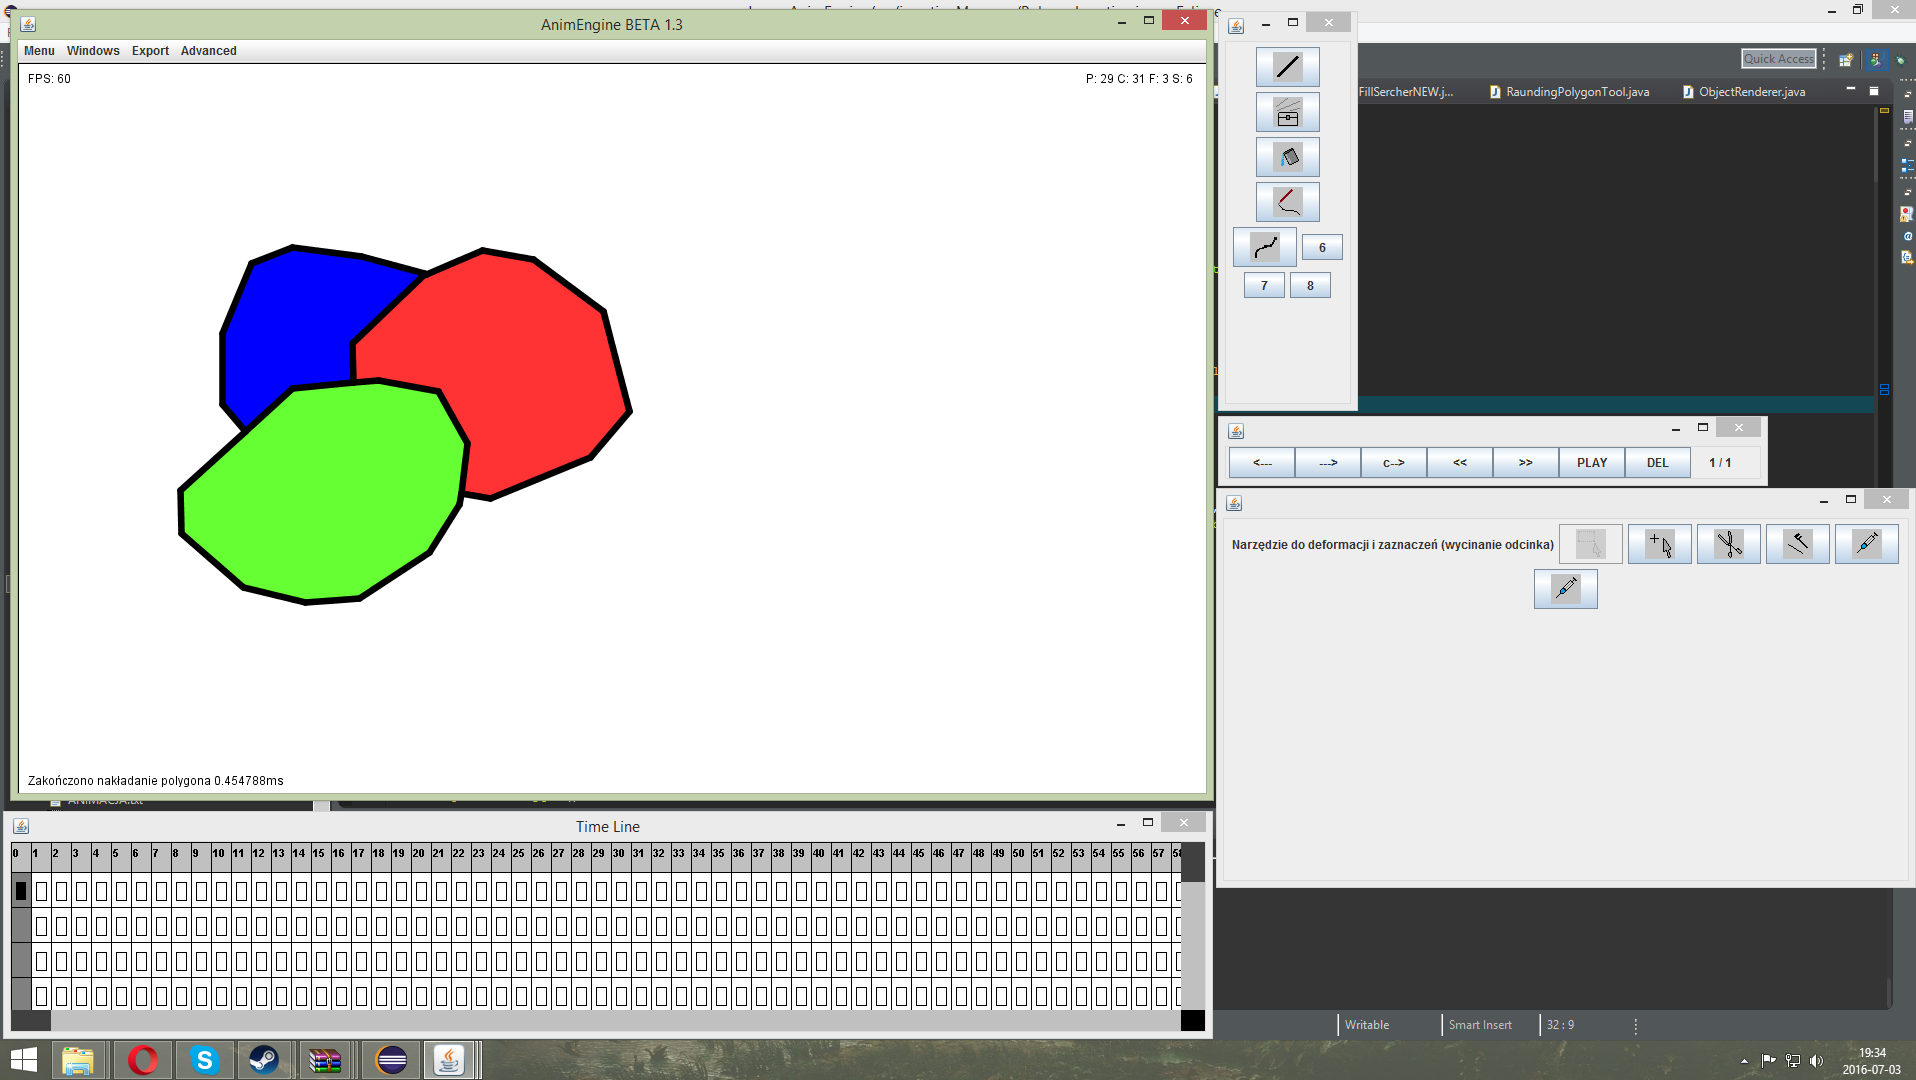 AnimEngine BETA 1.3
Menu Windows Export Advanced
FPS: 60
P: 29 C: 31 F: 3 S: 6
Zakończono nakładanie polygona 0.454788ms
Quick Access
FillSercherNEW.j...
RaundingPolygonTool.java
ObjectRenderer.java
6
7
8
<---
--->
c-->
<<
>>
PLAY
DEL
1 / 1
Narzędzie do deformacji i zaznaczeń (wycinanie odcinka)
Time Line
0 1 2 3 4 5 6 7 8 9 10 11 12 13 14 15 16 17 18 19 20 21 22 23 24 25 26 27 28 29 30 31 32 33 34 35 36 37 38 39 40 41 42 43 44 45 46 47 48 49 50 51 52 53 54 55 56 57 58
Writable
Smart Insert
32 : 9
19:34
2016-07-03